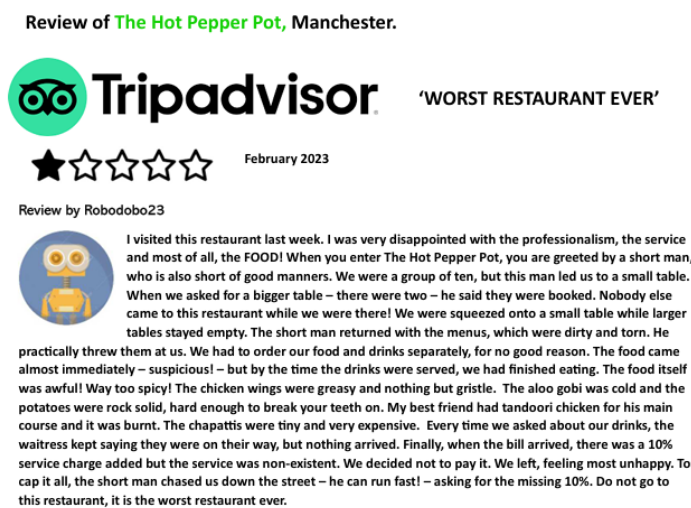 Review of The Hot Pepper Pot, Manchester.
Tripadvisor
‘WORST RESTAURANT EVER’
February 2023
Review by Robodobo23
I visited this restaurant last week. I was very disappointed with the professionalism, the service
and most of all, the FOOD! When you enter The Hot Pepper Pot, you are greeted by a short man,
who is also short of good manners. We were a group of ten, but this man led us to a small table.
When we asked for a bigger table – there were two – he said they were booked. Nobody else
came to this restaurant while we were there! We were squeezed onto a small table while larger
tables stayed empty. The short man returned with the menus, which were dirty and torn. He
practically threw them at us. We had to order our food and drinks separately, for no good reason. The food came
almost immediately – suspicious! – but by the time the drinks were served, we had finished eating. The food itself
was awful! Way too spicy! The chicken wings were greasy and nothing but gristle. The aloo gobi was cold and the
potatoes were rock solid, hard enough to break your teeth on. My best friend had tandoori chicken for his main
course and it was burnt. The chapattis were tiny and very expensive. Every time we asked about our drinks, the
waitress kept saying they were on their way, but nothing arrived. Finally, when the bill arrived, there was a 10%
service charge added but the service was non-existent. We decided not to pay it. We left, feeling most unhappy. To
cap it all, the short man chased us down the street – he can run fast! – asking for the missing 10%. Do not go to
this restaurant, it is the worst restaurant ever.